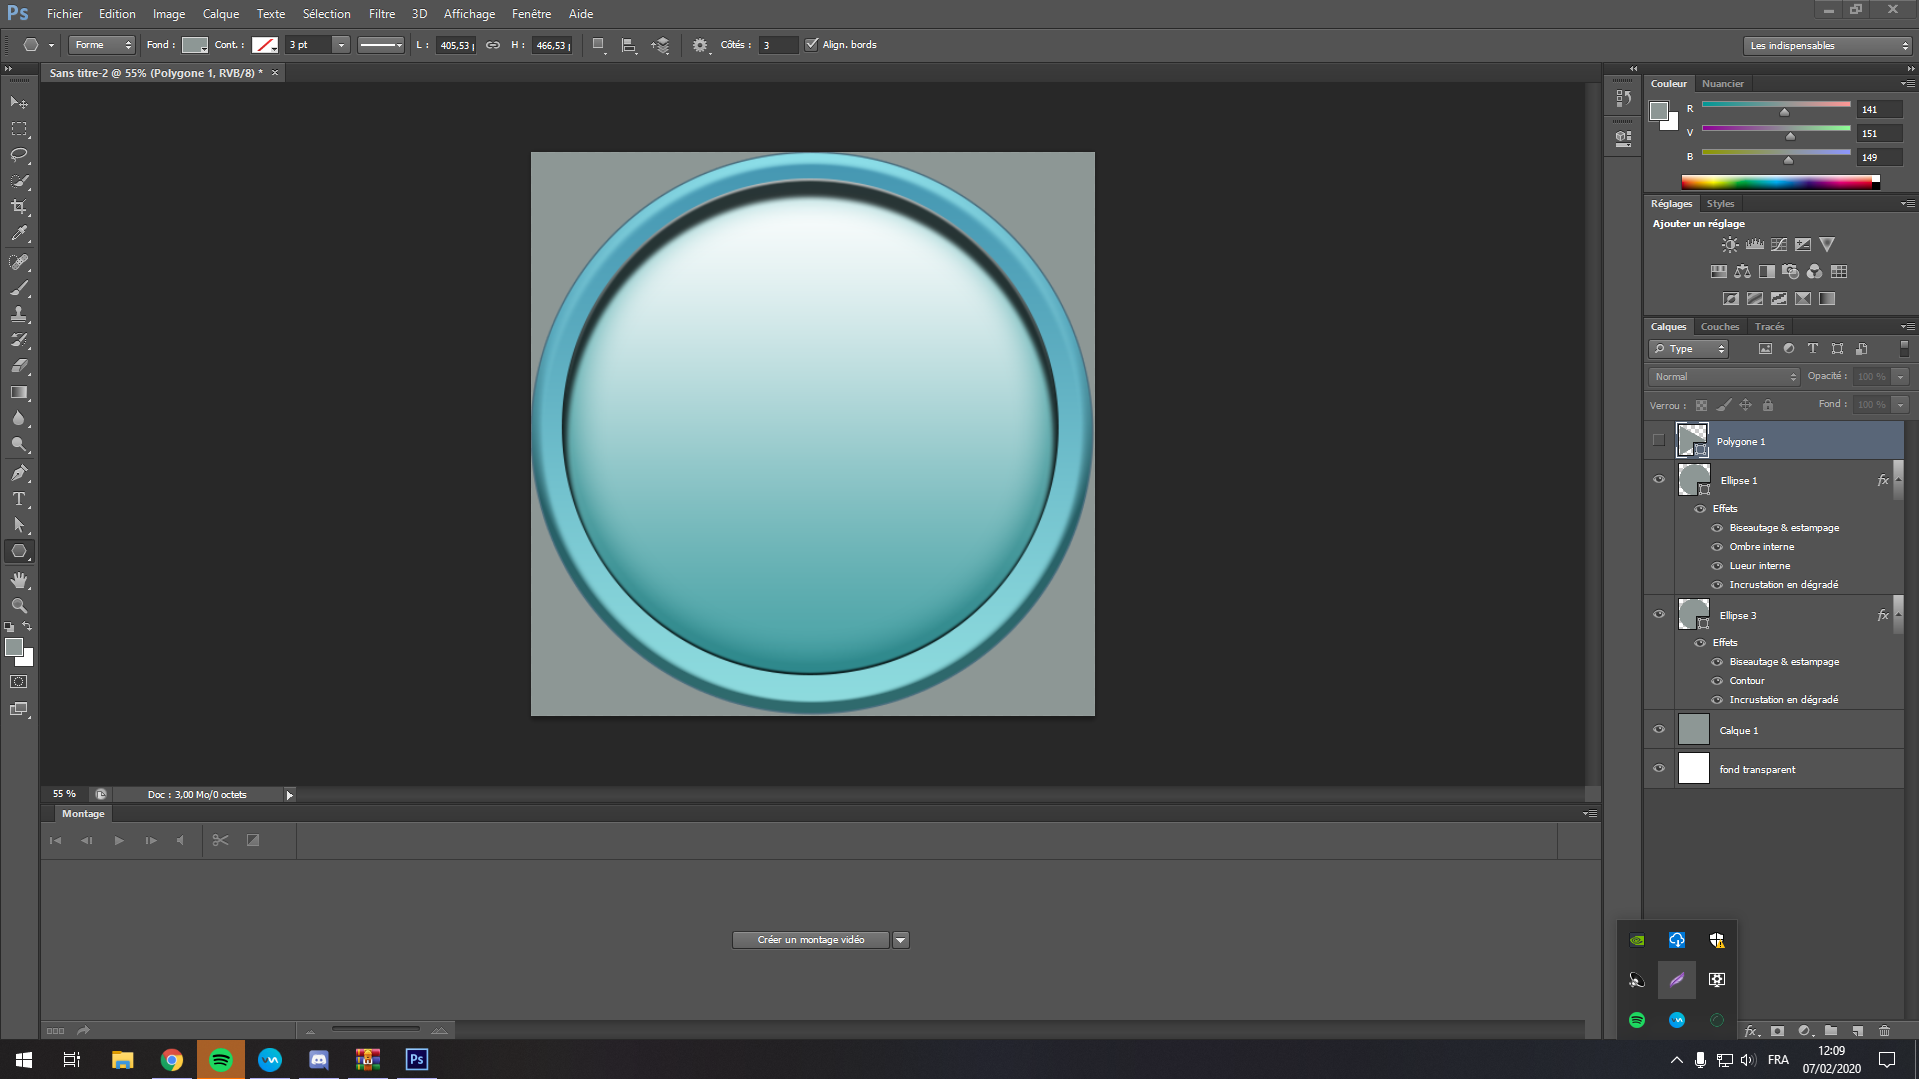 Ps Fichier Edition Image Calque Texte Sélection Filtre 3D Affichage Fenêtre Aide
Forme Fond : Cont. : 3 pt L : 405,53 H : 466,53 Côtés : 3 Align. bords Les indispensables
Sans titre-2 @ 55% (Polygone 1, RVB/8) * ×
Couleur Nuancier
R 141
V 151
B 149
Réglages Styles
Ajouter un réglage
Calques Couches Tracés
Type
Normal Opacité : 100 %
Verrou : Fond : 100 %
Polygone 1
Ellipse 1 fx
Effets
Biseautage & estampage
Ombre interne
Lueur interne
Incrustation en dégradé
Ellipse 3 fx
Effets
Biseautage & estampage
Contour
Incrustation en dégradé
Calque 1
fond transparent
55 % Doc : 3,00 Mo/0 octets
Montage
Créer un montage vidéo
fx
Ps FRA 12:09
07/02/2020